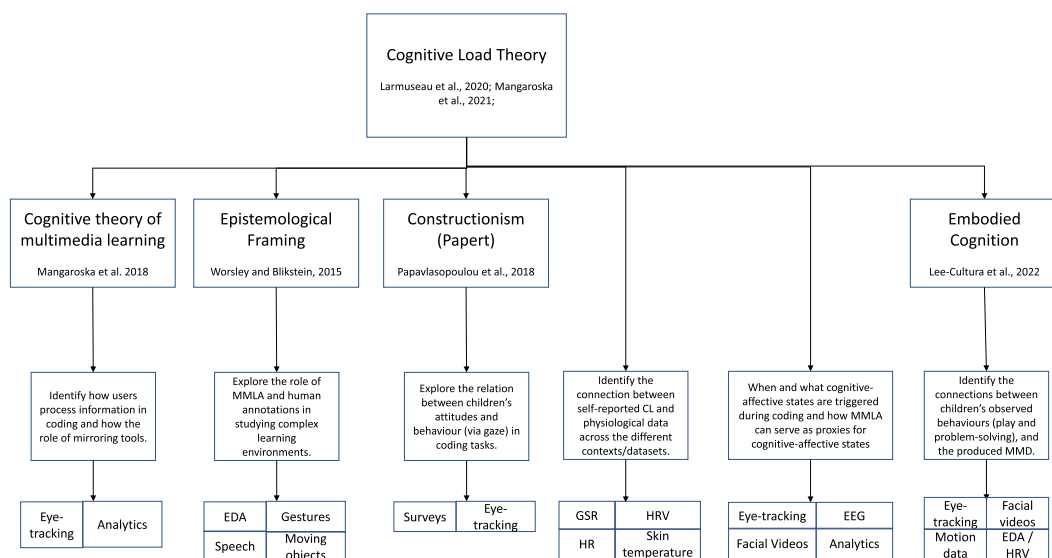 Cognitive Load Theory
Larmuseau et al., 2020; Mangaroska
et al., 2021;
Cognitive theory of
multimedia learning
Mangaroska et al. 2018
Epistemological
Framing
Worsley and Blikstein, 2015
Constructionism
(Papert)
Papavlasopoulou et al., 2018
Embodied
Cognition
Lee-Cultura et al., 2022
Identify how users
process information in
coding and how the
role of mirroring tools.
Explore the role of
MMLA and human
annotations in
studying complex
learning
environments.
Explore the relation
between children's
attitudes and
behaviour (via gaze) in
coding tasks.
Identify the
connection between
self-reported CL and
physiological data
across the different
contexts/datasets.
When and what cognitive-
affective states are triggered
during coding and how MMLA
can serve as proxies for
cognitive-affective states
Identify the
connections between
children's observed
behaviours (play and
problem-solving), and
the produced MMD.
Eye-
tracking
Analytics
EDA
Gestures
Speech
Moving
objects
Surveys
Eye-
tracking
GSR
HRV
HR
Skin
temperature
Eye-tracking
EEG
Facial Videos
Analytics
Eye-
tracking
Facial
videos
Motion
data
EDA /
HRV